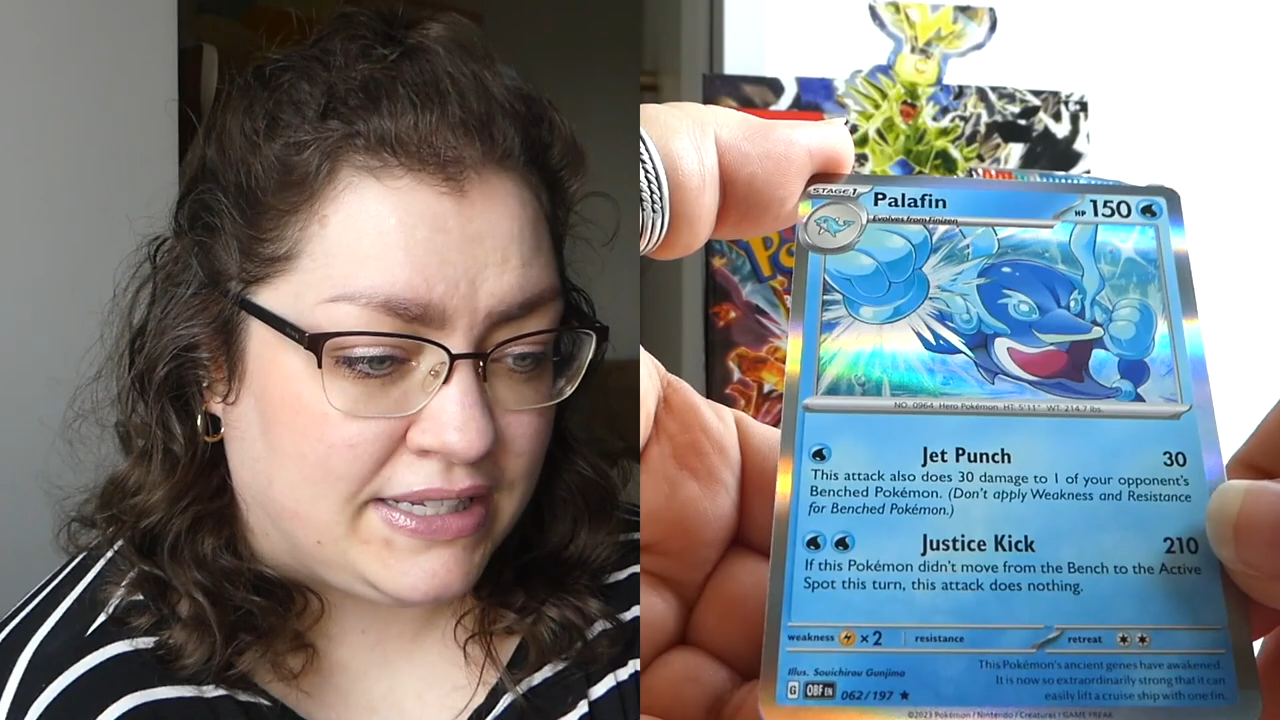 STAGE 1 Palafin HP 150
Evolves from Finizen
NO. 0964 Hero Pokémon HT: 5'11" WT: 214.7 lbs.
Jet Punch 30
This attack also does 30 damage to 1 of your opponent's
Benched Pokémon. (Don't apply Weakness and Resistance
for Benched Pokémon.)
Justice Kick 210
If this Pokémon didn't move from the Bench to the Active
Spot this turn, this attack does nothing.
weakness ×2 resistance retreat
Illus. Souichirou Gunjima
This Pokémon's ancient genes have awakened.
It is now so extraordinarily strong that it can
easily lift a cruise ship with one fin.
G OBF EN 062/197 ★
©2023 Pokémon / Nintendo / Creatures / GAME FREAK